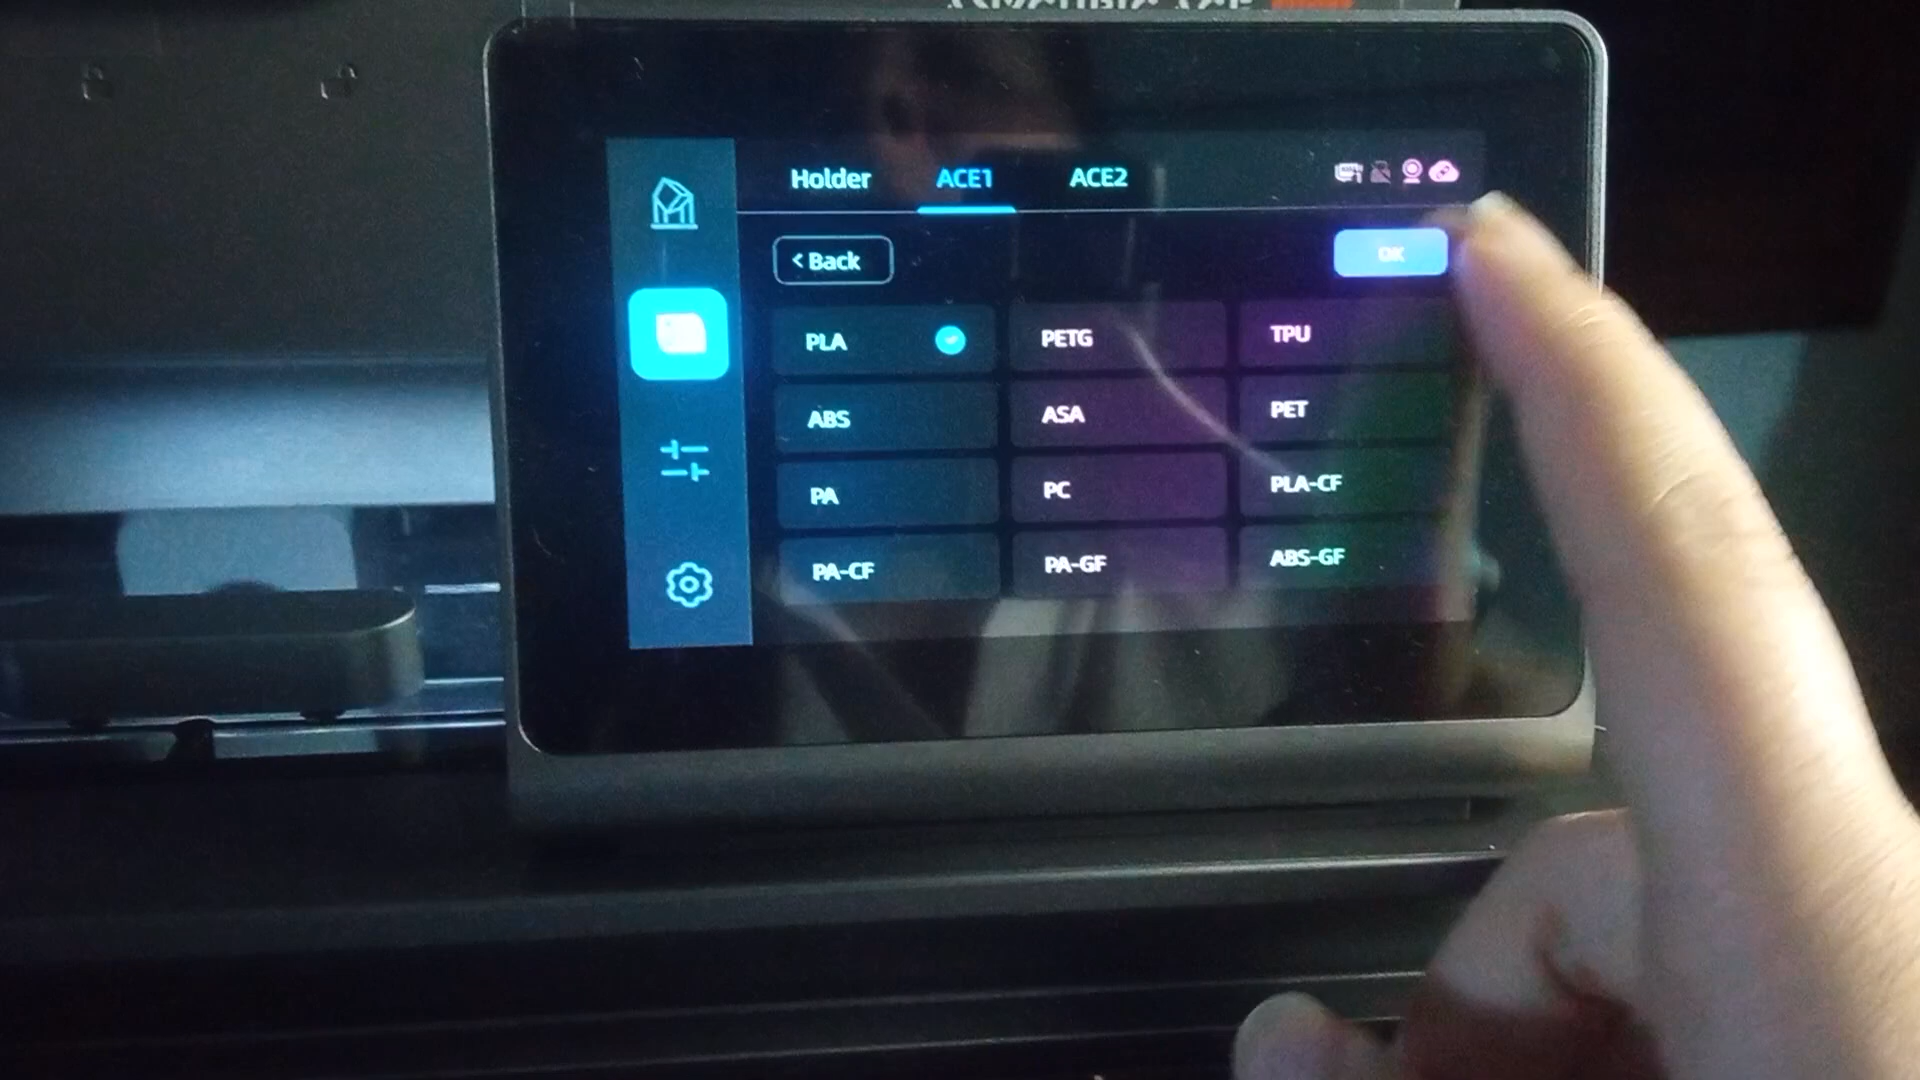 Holder ACE1 ACE2
< Back OK
PLA PETG TPU
ABS ASA PET
PA PC PLA-CF
PA-CF PA-GF ABS-GF